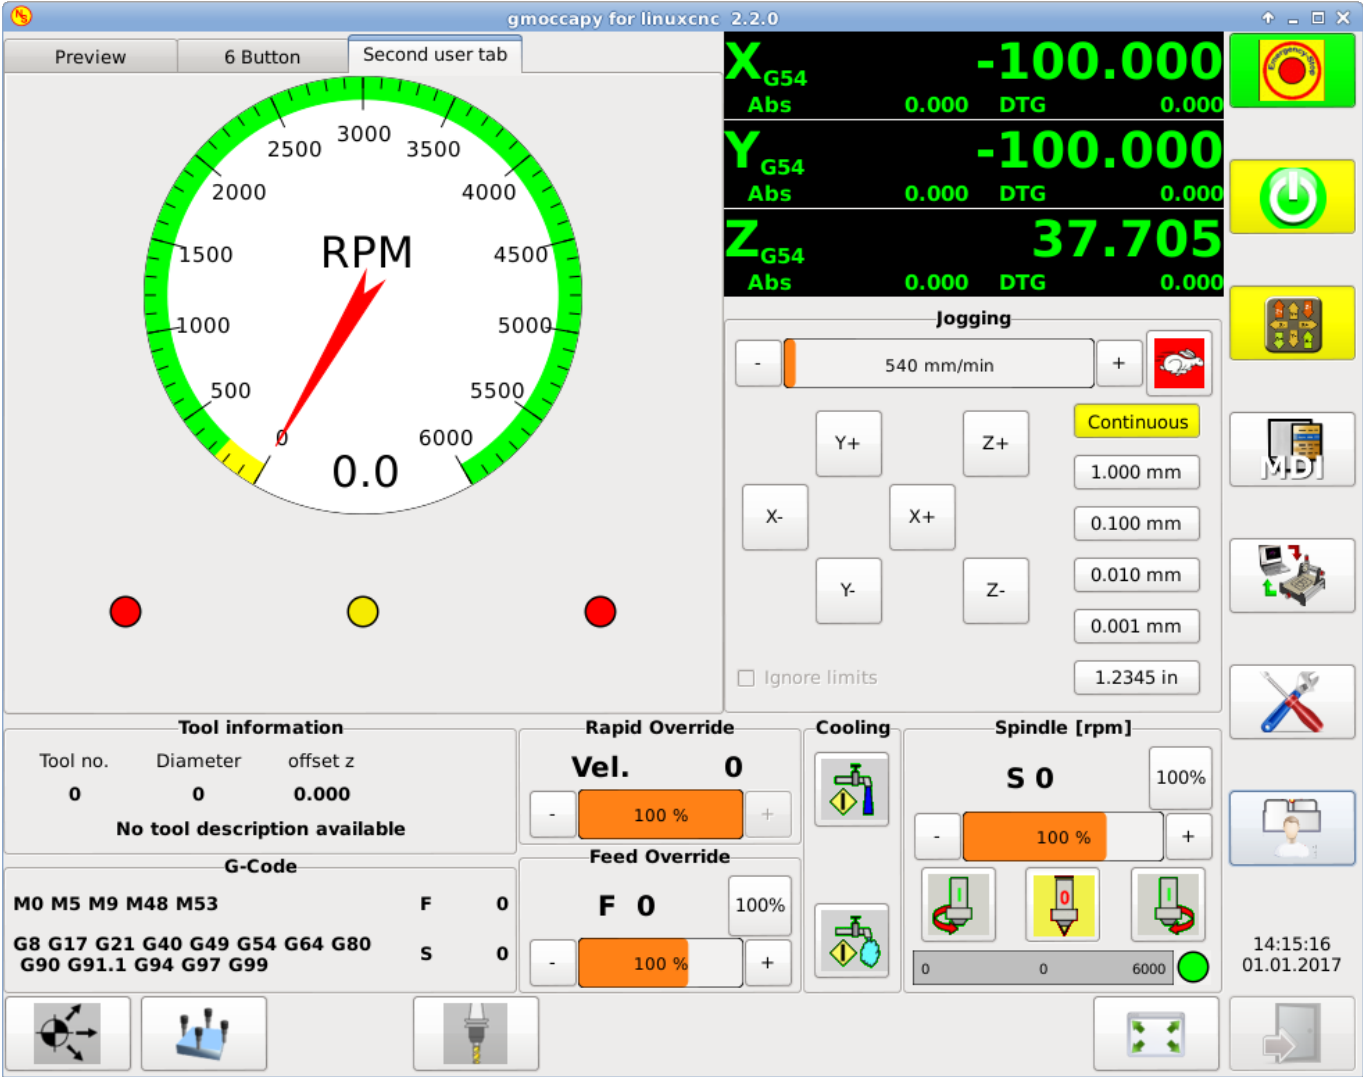 gmoccapy for linuxcnc 2.2.0
Preview
6 Button
Second user tab
3000
2500
3500
2000
4000
1500
4500
RPM
1000
5000
500
5500
0
6000
0.0
X G54 -100.000
Abs 0.000 DTG 0.000
Y G54 -100.000
Abs 0.000 DTG 0.000
Z G54 37.705
Abs 0.000 DTG 0.000
Emergency-Stop
Jogging
- 540 mm/min +
Continuous
Y+
Z+
1.000 mm
X-
X+
0.100 mm
Y-
Z-
0.010 mm
0.001 mm
Ignore limits
1.2345 in
MDI
Tool information
Tool no. Diameter offset z
0 0 0.000
No tool description available
G-Code
M0 M5 M9 M48 M53 F 0
G8 G17 G21 G40 G49 G54 G64 G80
G90 G91.1 G94 G97 G99
S 0
Rapid Override
Vel. 0
- 100 % +
Feed Override
F 0 100%
- 100 % +
Cooling
Spindle [rpm]
S 0 100%
- 100 % +
0
0 0 6000
14:15:16
01.01.2017